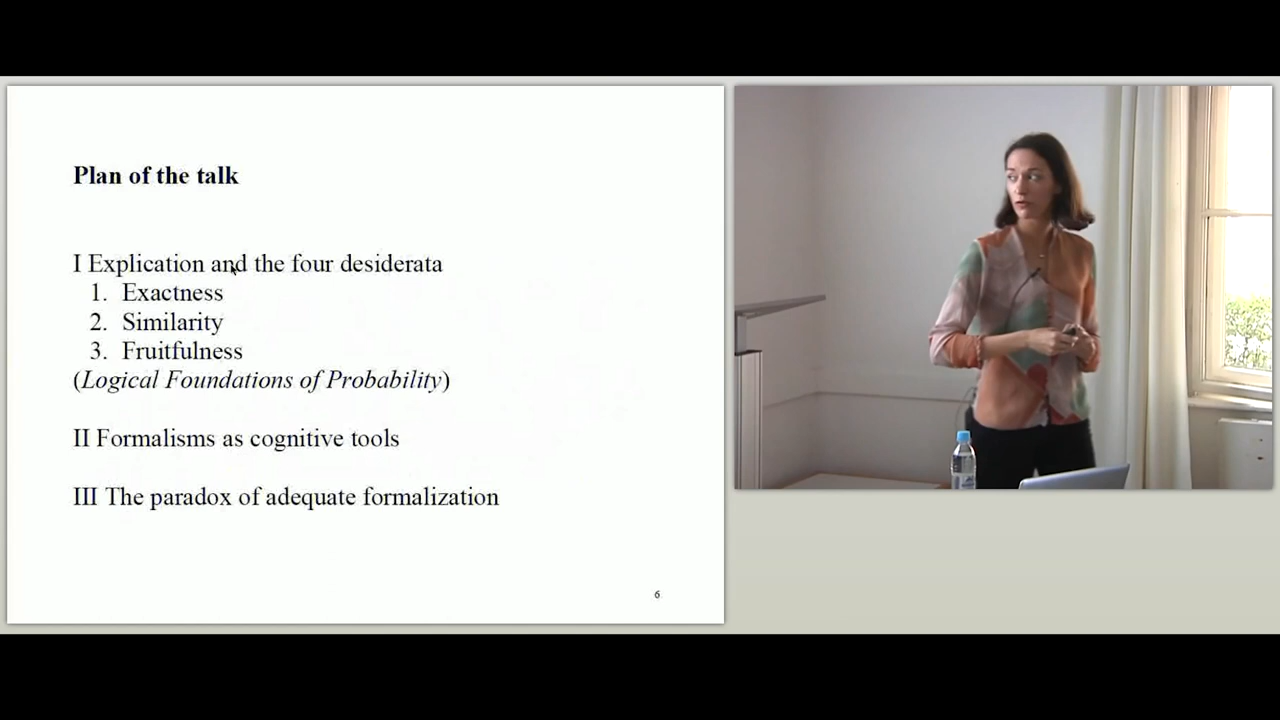 Plan of the talk
I Explication and the four desiderata
1. Exactness
2. Similarity
3. Fruitfulness
(Logical Foundations of Probability)
II Formalisms as cognitive tools
III The paradox of adequate formalization
6